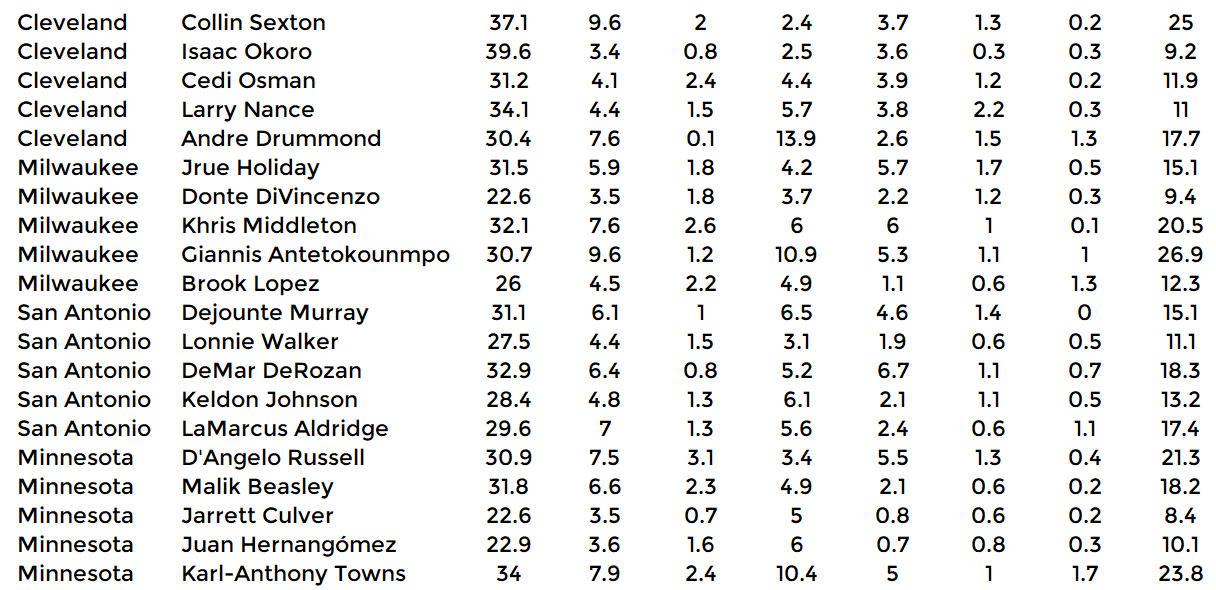 Cleveland Collin Sexton 37.1 9.6 2 2.4 3.7 1.3 0.2 25
Cleveland Isaac Okoro 39.6 3.4 0.8 2.5 3.6 0.3 0.3 9.2
Cleveland Cedi Osman 31.2 4.1 2.4 4.4 3.9 1.2 0.2 11.9
Cleveland Larry Nance 34.1 4.4 1.5 5.7 3.8 2.2 0.3 11
Cleveland Andre Drummond 30.4 7.6 0.1 13.9 2.6 1.5 1.3 17.7
Milwaukee Jrue Holiday 31.5 5.9 1.8 4.2 5.7 1.7 0.5 15.1
Milwaukee Donte DiVincenzo 22.6 3.5 1.8 3.7 2.2 1.2 0.3 9.4
Milwaukee Khris Middleton 32.1 7.6 2.6 6 6 1 0.1 20.5
Milwaukee Giannis Antetokounmpo 30.7 9.6 1.2 10.9 5.3 1.1 1 26.9
Milwaukee Brook Lopez 26 4.5 2.2 4.9 1.1 0.6 1.3 12.3
San Antonio Dejounte Murray 31.1 6.1 1 6.5 4.6 1.4 0 15.1
San Antonio Lonnie Walker 27.5 4.4 1.5 3.1 1.9 0.6 0.5 11.1
San Antonio DeMar DeRozan 32.9 6.4 0.8 5.2 6.7 1.1 0.7 18.3
San Antonio Keldon Johnson 28.4 4.8 1.3 6.1 2.1 1.1 0.5 13.2
San Antonio LaMarcus Aldridge 29.6 7 1.3 5.6 2.4 0.6 1.1 17.4
Minnesota D'Angelo Russell 30.9 7.5 3.1 3.4 5.5 1.3 0.4 21.3
Minnesota Malik Beasley 31.8 6.6 2.3 4.9 2.1 0.6 0.2 18.2
Minnesota Jarrett Culver 22.6 3.5 0.7 5 0.8 0.6 0.2 8.4
Minnesota Juan Hernangómez 22.9 3.6 1.6 6 0.7 0.8 0.3 10.1
Minnesota Karl-Anthony Towns 34 7.9 2.4 10.4 5 1 1.7 23.8